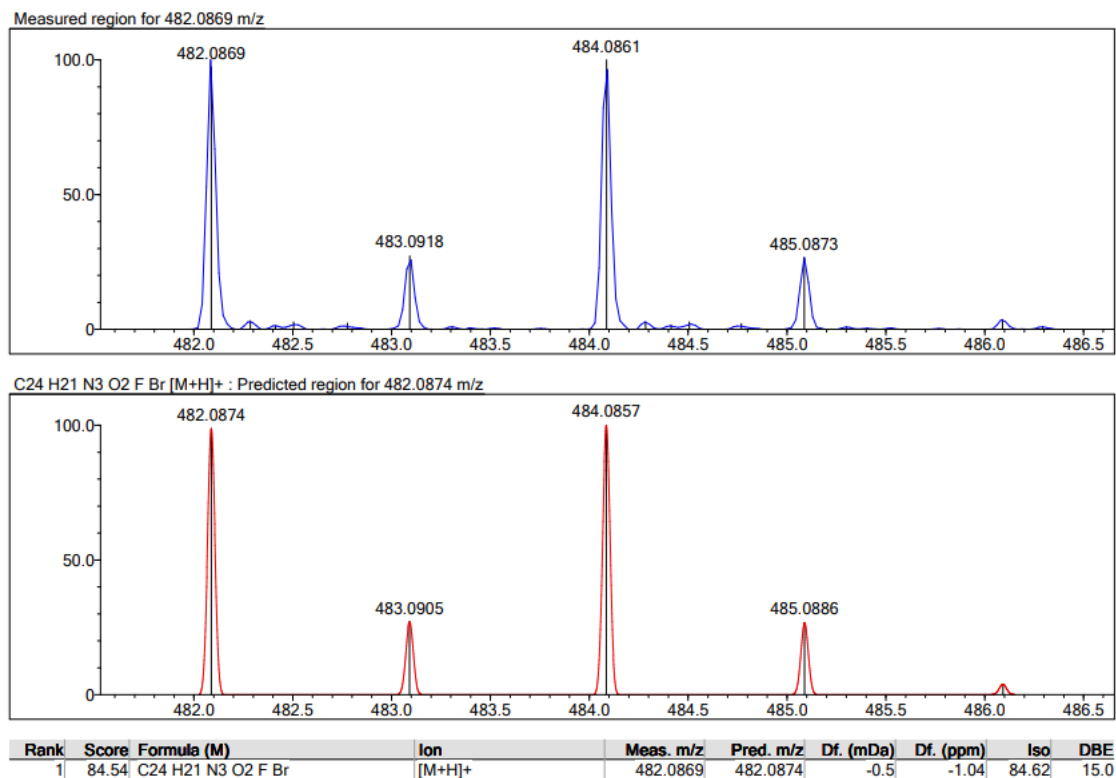 Measured region for 482.0869 m/z
482.0869 484.0861
100.0
50.0
483.0918 485.0873
0
482.0 482.5 483.0 483.5 484.0 484.5 485.0 485.5 486.0 486.5
C24 H21 N3 O2 F Br [M+H]+ : Predicted region for 482.0874 m/z
482.0874 484.0857
100.0
50.0
483.0905 485.0886
0
482.0 482.5 483.0 483.5 484.0 484.5 485.0 485.5 486.0 486.5
Rank Score Formula (M) Ion Meas. m/z Pred. m/z Df. (mDa) Df. (ppm) Iso DBE
1 84.54 C24 H21 N3 O2 F Br [M+H]+ 482.0869 482.0874 -0.5 -1.04 84.62 15.0